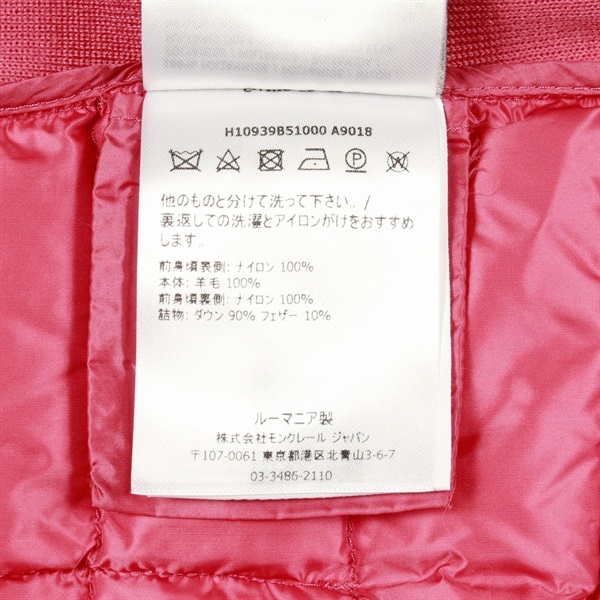 H10939B51000 A9018
他のものと分けて洗って下さい。/
裏返しての洗濯とアイロンがけをおすすめ
します。
前身頃表側: ナイロン 100%
本体: 羊毛 100%
前身頃裏側: ナイロン 100%
詰物: ダウン 90% フェザー 10%
ルーマニア製
株式会社モンクレール ジャパン
〒107-0061 東京都港区北青山3-6-7
03-3486-2110